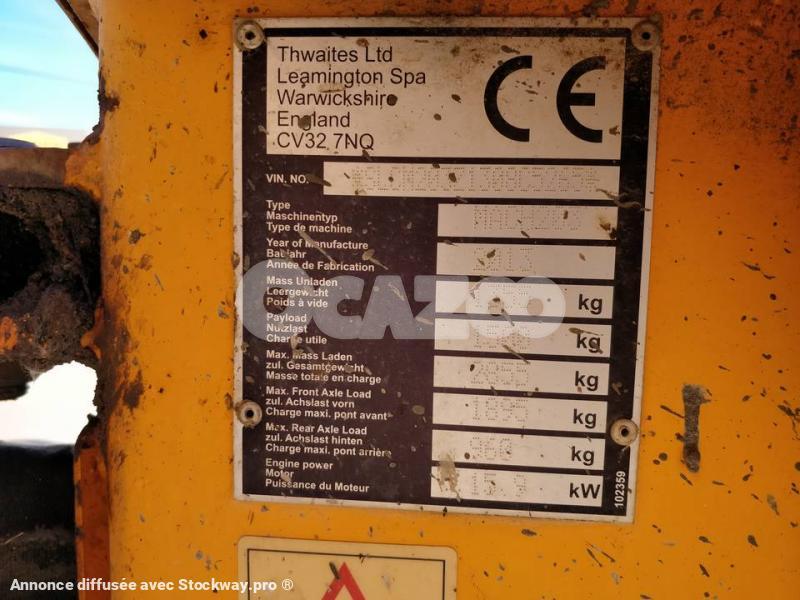 Thwaites Ltd
Leamington Spa
Warwickshire
England
CV32 7NQ
CE
VIN. NO.
Type
Maschinentyp
Type de machine
Year of Manufacture
Baujahr
Année de Fabrication
Mass Unladen
Leergewicht
Poids à vide
kg
Payload
Nutzlast
Charge utile
kg
Max. Mass Laden
zul. Gesamtgewicht
Masse totale en charge
kg
Max. Front Axle Load
zul. Achslast vorn
Charge maxi. pont avant
kg
Max. Rear Axle Load
zul. Achslast hinten
Charge maxi. pont arrière
kg
Engine power
Motor
Puissance du Moteur
15.9 kW
102359
OCAZOO
Annonce diffusée avec Stockway.pro ®